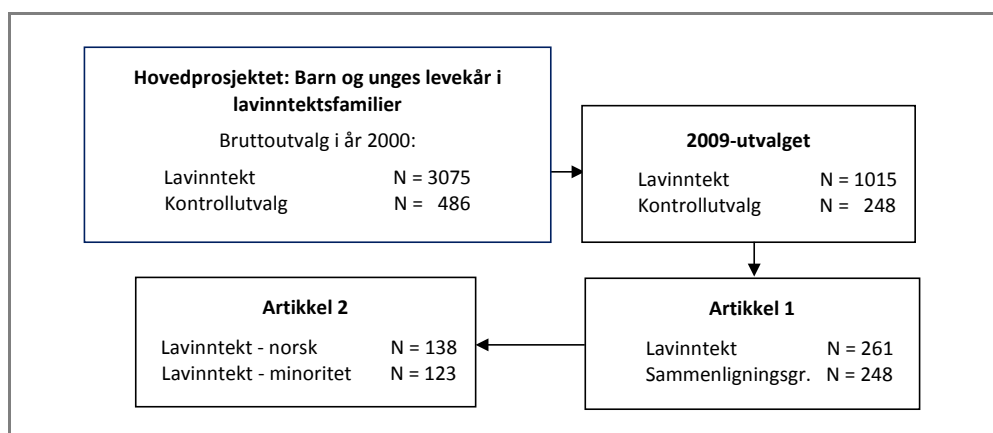 Hovedprosjektet: Barn og unges levekår i
lavinntektsfamilier
Bruttoutvalg i år 2000:
Lavinntekt N = 3075
Kontrollutvalg N = 486
2009-utvalget
Lavinntekt N = 1015
Kontrollutvalg N = 248
Artikkel 1
Lavinntekt N = 261
Sammenligningsgr. N = 248
Artikkel 2
Lavinntekt - norsk N = 138
Lavinntekt - minoritet N = 123